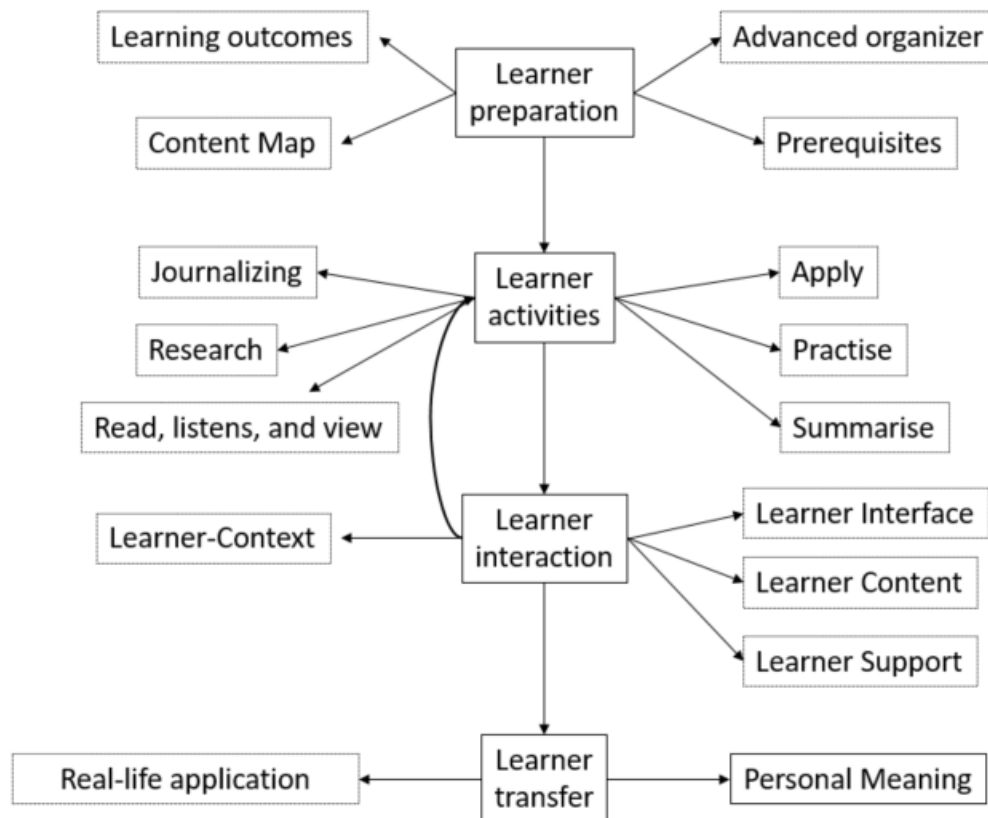 Learning outcomes
Advanced organizer
Learner
preparation
Content Map
Prerequisites
Journalizing
Learner
activities
Apply
Research
Practise
Read, listens, and view
Summarise
Learner-Context
Learner
interaction
Learner Interface
Learner Content
Learner Support
Real-life application
Learner
transfer
Personal Meaning